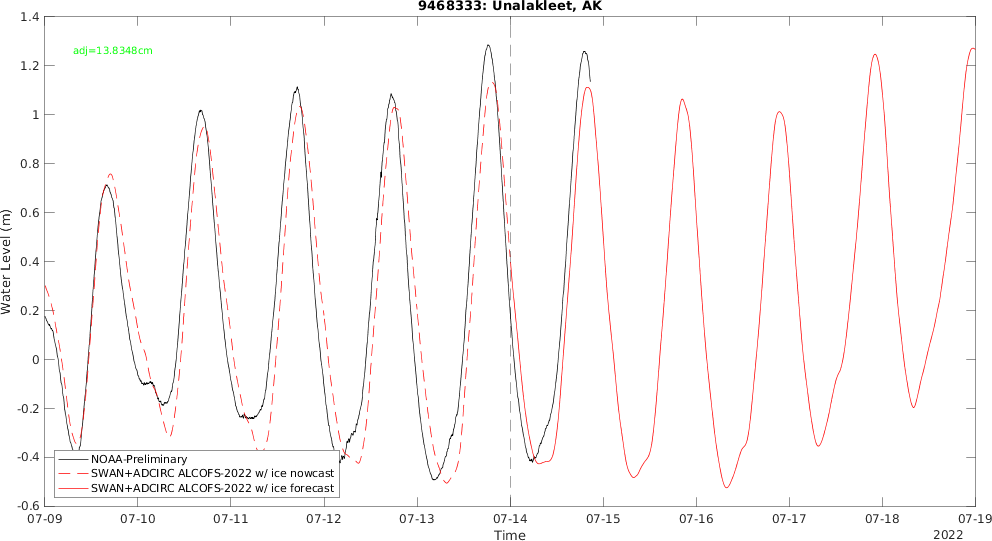 9468333: Unalakleet, AK
adj=13.8348cm
1.4
1.2
1
0.8
0.6
0.4
0.2
0
-0.2
-0.4
-0.6
Water Level (m)
NOAA-Preliminary
SWAN+ADCIRC ALCOFS-2022 w/ ice nowcast
SWAN+ADCIRC ALCOFS-2022 w/ ice forecast
07-09 07-10 07-11 07-12 07-13 07-14 07-15 07-16 07-17 07-18 07-19
Time
2022